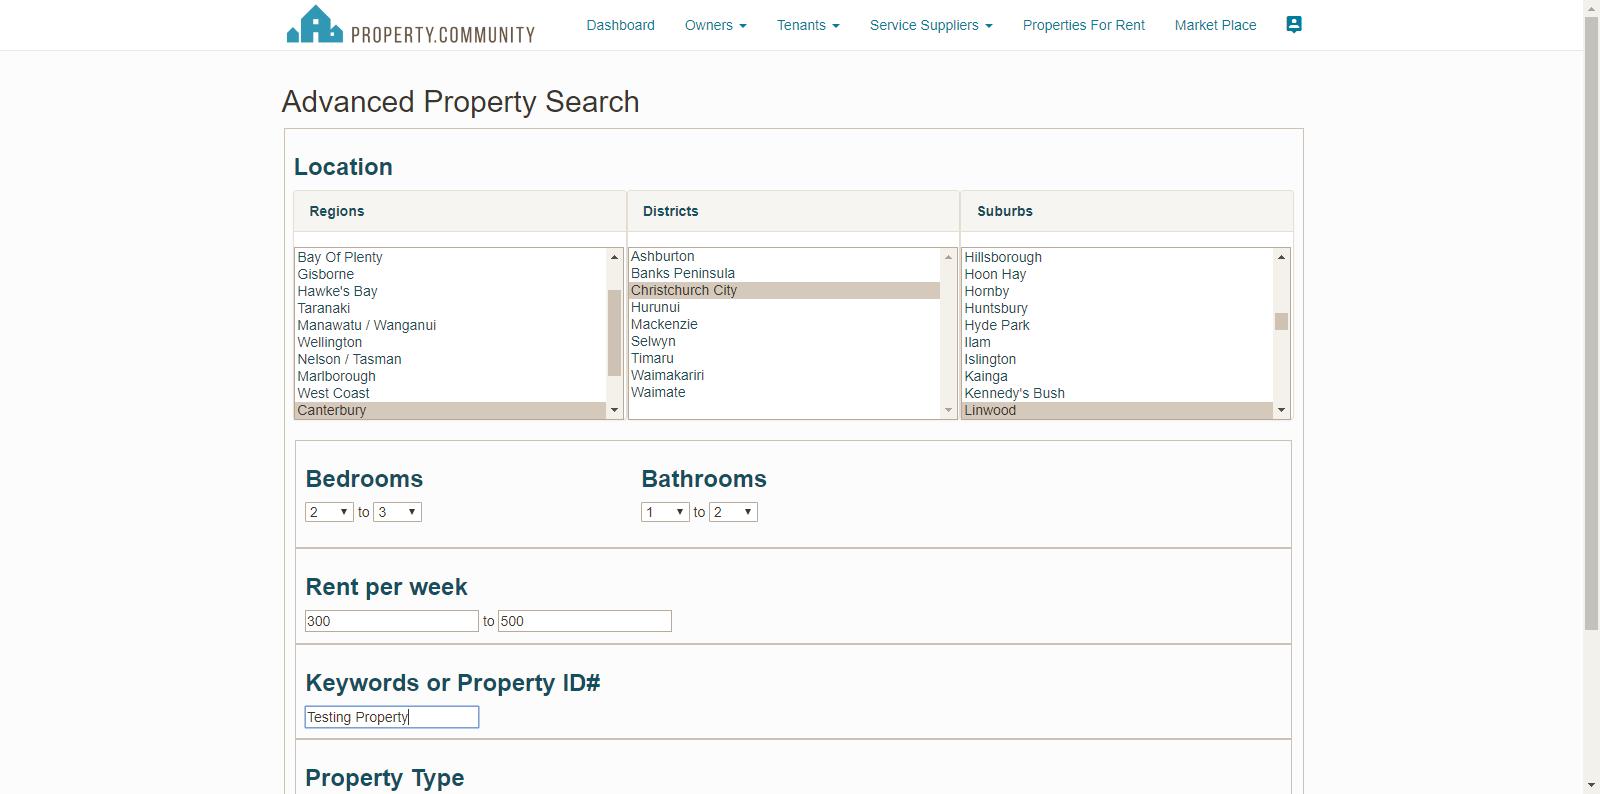 PROPERTY.COMMUNITY
Dashboard
Owners
Tenants
Service Suppliers
Properties For Rent
Market Place
Advanced Property Search
Location
Regions
Districts
Suburbs
Bay Of Plenty
Gisborne
Hawke's Bay
Taranaki
Manawatu / Wanganui
Wellington
Nelson / Tasman
Marlborough
West Coast
Canterbury
Ashburton
Banks Peninsula
Christchurch City
Hurunui
Mackenzie
Selwyn
Timaru
Waimakariri
Waimate
Hillsborough
Hoon Hay
Hornby
Huntsbury
Hyde Park
Ilam
Islington
Kainga
Kennedy's Bush
Linwood
Bedrooms
2 to 3
Bathrooms
1 to 2
Rent per week
300 to 500
Keywords or Property ID#
Testing Property
Property Type